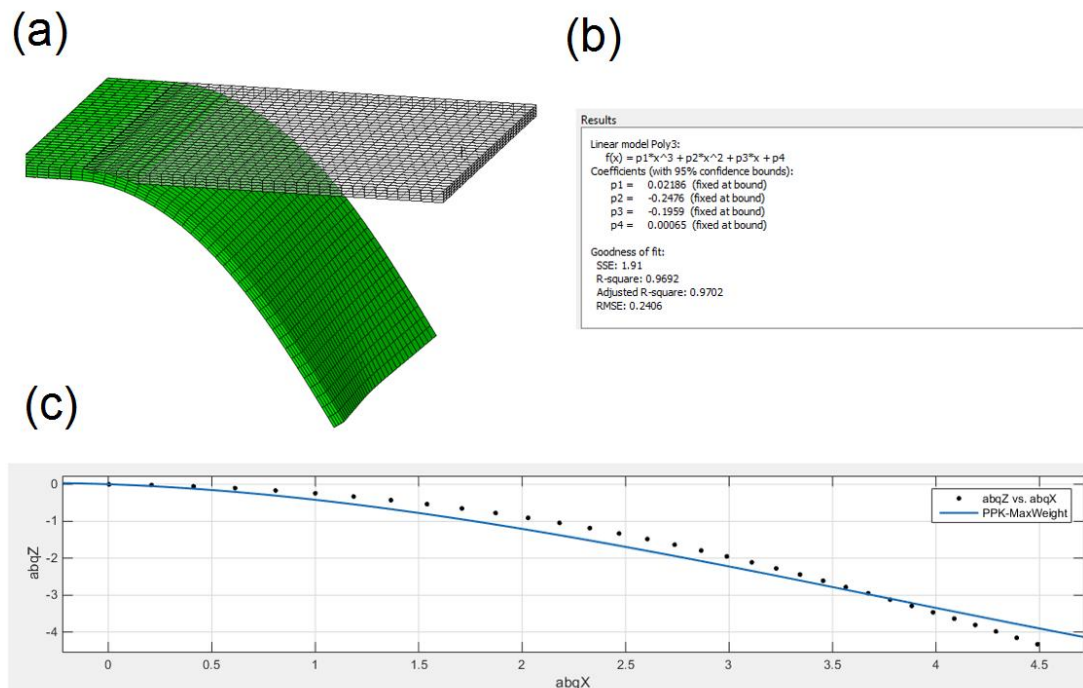 (a)
(b)
Results
Linear model Poly3:
f(x) = p1*x^3 + p2*x^2 + p3*x + p4
Coefficients (with 95% confidence bounds):
p1 = 0.02186 (fixed at bound)
p2 = -0.2476 (fixed at bound)
p3 = -0.1959 (fixed at bound)
p4 = 0.00065 (fixed at bound)
Goodness of fit:
SSE: 1.91
R-square: 0.9692
Adjusted R-square: 0.9702
RMSE: 0.2406
(c)
abqZ vs. abqX
PPK-MaxWeight
0
-1
-2
-3
-4
abqZ
0 0.5 1 1.5 2 2.5 3 3.5 4 4.5
abqX